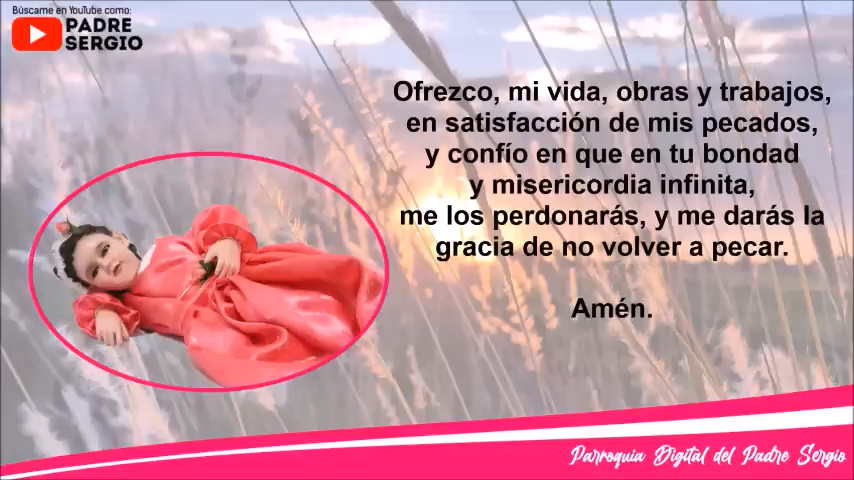 Búscame en YouTube como:
PADRE
SERGIO
Ofrezco, mi vida, obras y trabajos,
en satisfacción de mis pecados,
y confío en que en tu bondad
y misericordia infinita,
me los perdonarás, y me darás la
gracia de no volver a pecar.
Amén.
Parroquia Digital del Padre Sergio